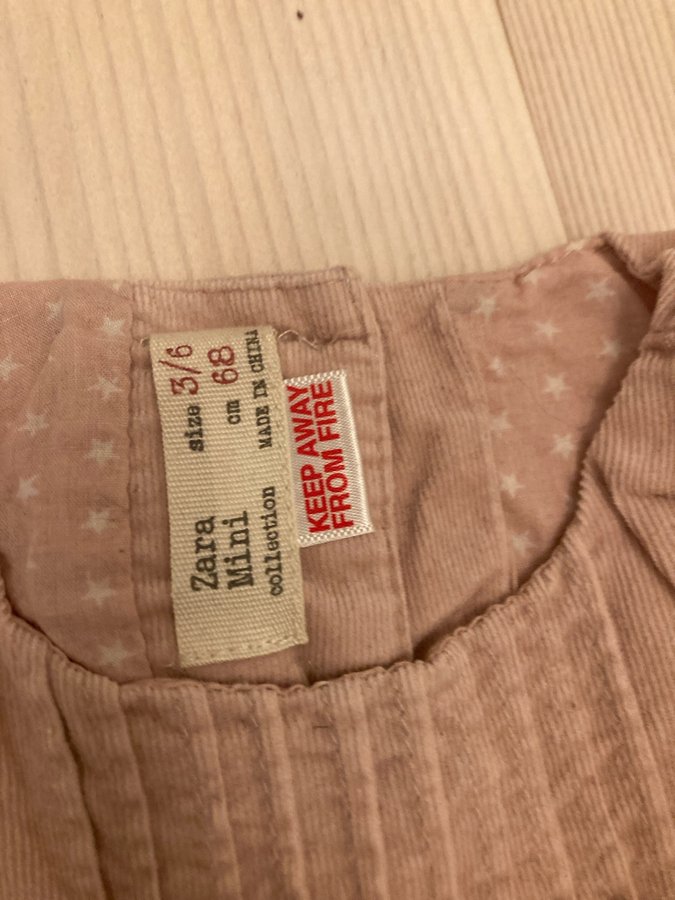 Zara
Mini
collection
size 3/6
cm 68
MADE IN CHINA
KEEP AWAY
FROM FIRE